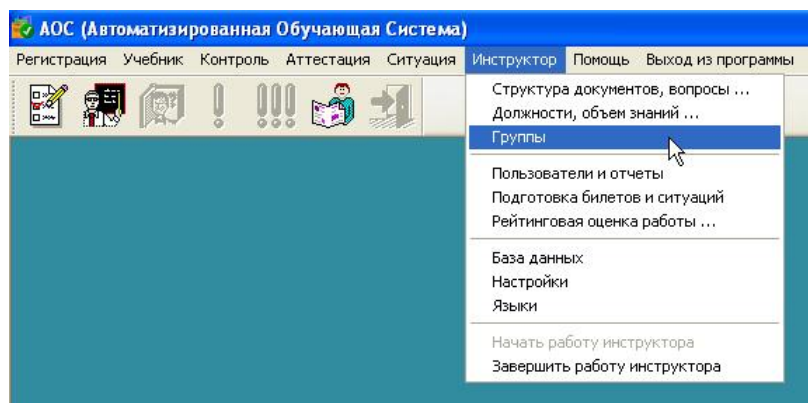 АОС (Автоматизированная Обучающая Система)
Регистрация Учебник Контроль Аттестация Ситуация Инструктор Помощь Выход из программы
Структура документов, вопросы ...
Должности, объем знаний ...
Группы
Пользователи и отчеты
Подготовка билетов и ситуаций
Рейтинговая оценка работы ...
База данных
Настройки
Языки
Начать работу инструктора
Завершить работу инструктора